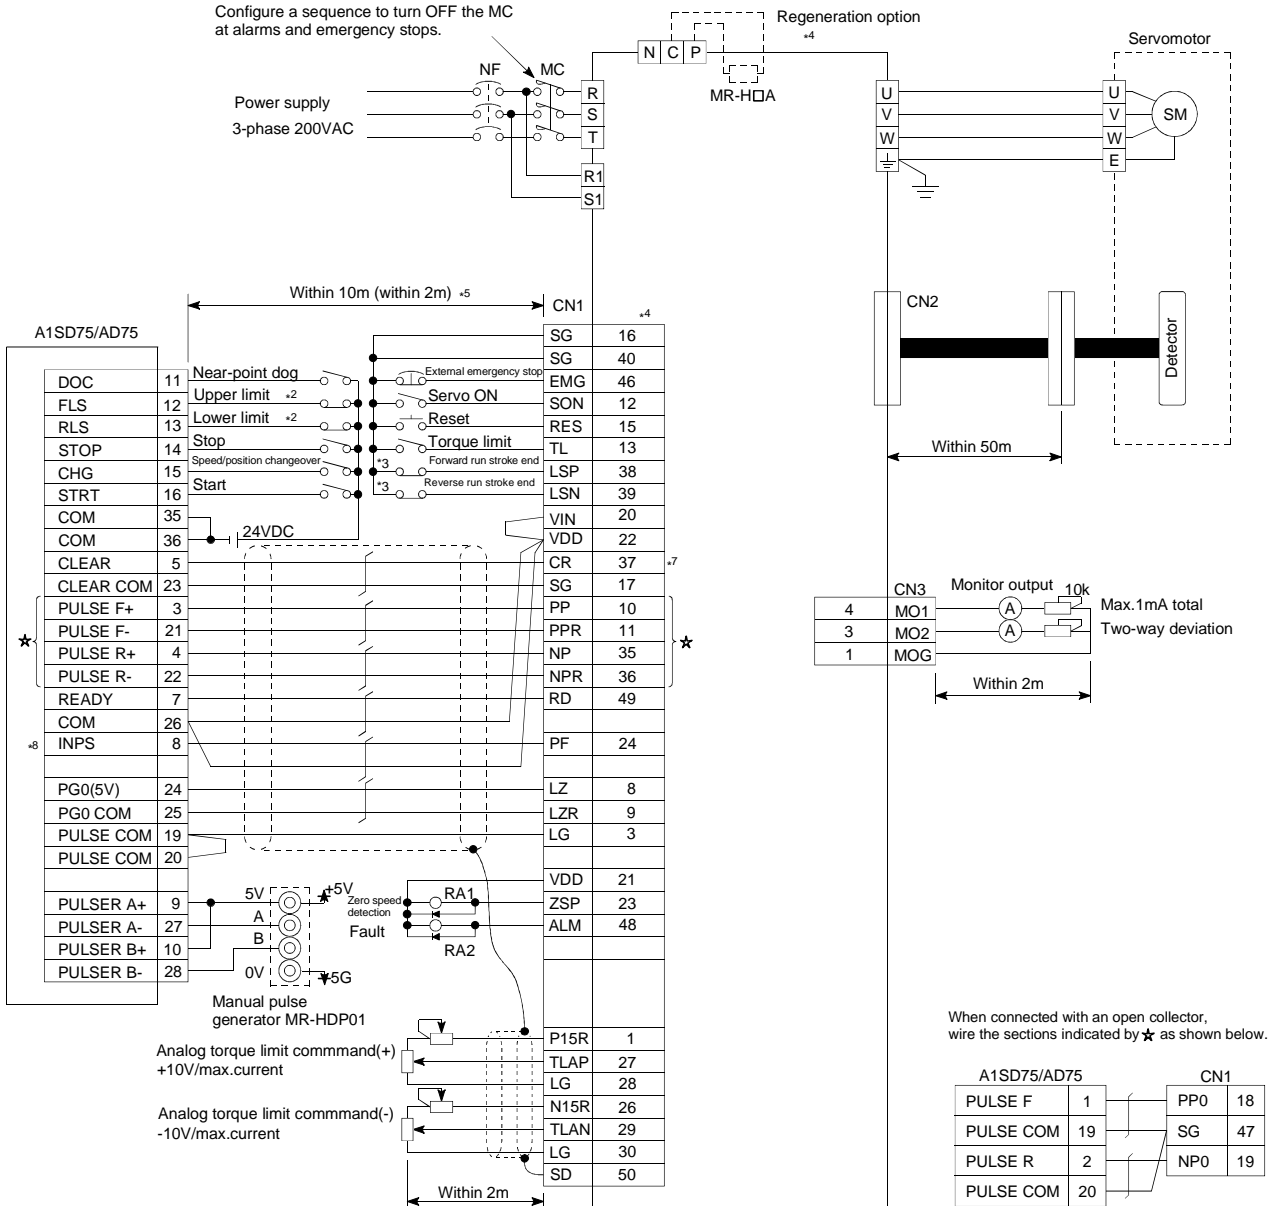 Configure a sequence to turn OFF the MC
at alarms and emergency stops.
Regeneration option
*4
N C P
MR-H□A
Servomotor
NF MC
Power supply
3-phase 200VAC
R
S
T
R1
S1
U
V
W
U
V
W
E
SM
Within 10m (within 2m) *5
CN1
*4
CN2
Detector
Within 50m
A1SD75/AD75
DOC 11 Near-point dog
FLS 12 Upper limit *2
RLS 13 Lower limit *2
STOP 14 Stop
CHG 15 Speed/position changeover
STRT 16 Start
COM 35
COM 36 24VDC
CLEAR 5
CLEAR COM 23
PULSE F+ 3
PULSE F- 21
☆
PULSE R+ 4
PULSE R- 22
READY 7
COM 26
*8 INPS 8
PG0(5V) 24
PG0 COM 25
PULSE COM 19
PULSE COM 20
PULSER A+ 9
PULSER A- 27
PULSER B+ 10
PULSER B- 28
5V +5V
A
B
0V -5G
Manual pulse
generator MR-HDP01
SG 16
SG 40
External emergency stop EMG 46
Servo ON SON 12
Reset RES 15
Torque limit TL 13
*3 Forward run stroke end LSP 38
*3 Reverse run stroke end LSN 39
VIN 20
VDD 22
CR 37 *7
SG 17
PP 10
PPR 11
☆
NP 35
NPR 36
RD 49
PF 24
LZ 8
LZR 9
LG 3
VDD 21
Zero speed
detection
RA1 ZSP 23
Fault ALM 48
RA2
P15R 1
Analog torque limit commmand(+)
+10V/max.current
TLAP 27
LG 28
N15R 26
Analog torque limit commmand(-)
-10V/max.current
TLAN 29
LG 30
SD 50
Within 2m
CN3 Monitor output 10k
4 MO1 A Max.1mA total
3 MO2 A Two-way deviation
1 MOG
Within 2m
When connected with an open collector,
wire the sections indicated by ☆ as shown below.
A1SD75/AD75 CN1
PULSE F 1 PP0 18
PULSE COM 19 SG 47
PULSE R 2 NP0 19
PULSE COM 20